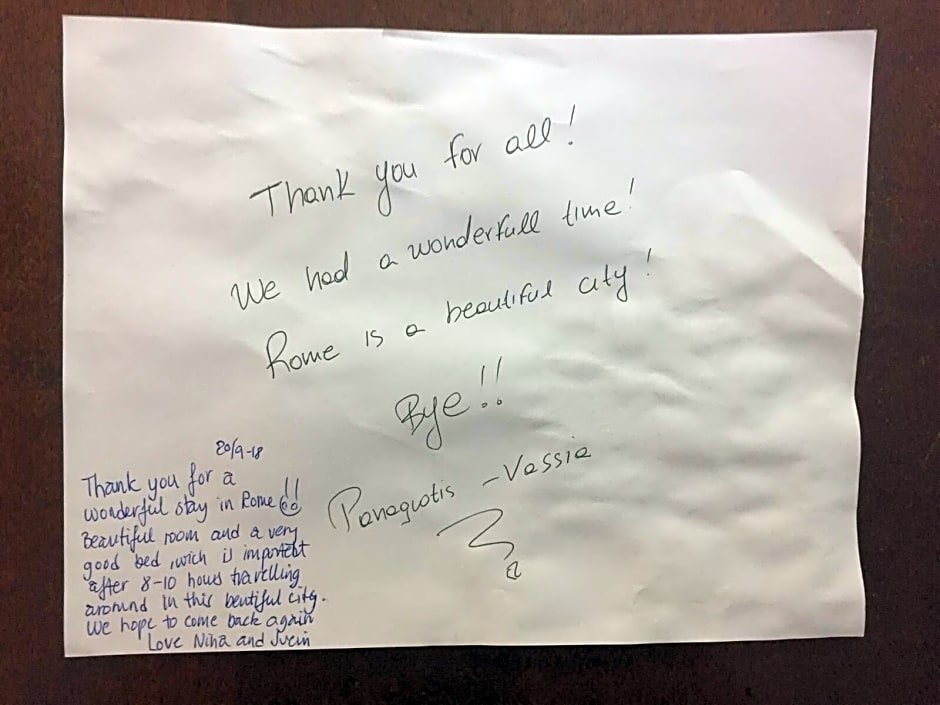 Thank you for all!
We had a wonderfull time!
Rome is a beautiful city!
Bye!!
Panagiotis - Vassia
20/9-18
Thank you for a
wonderful stay in Rome!!
Beautiful room and a very
good bed, wich is important
after 8-10 hours travelling
around in this beutiful city.
We hope to come back again
Love Nina and Svein